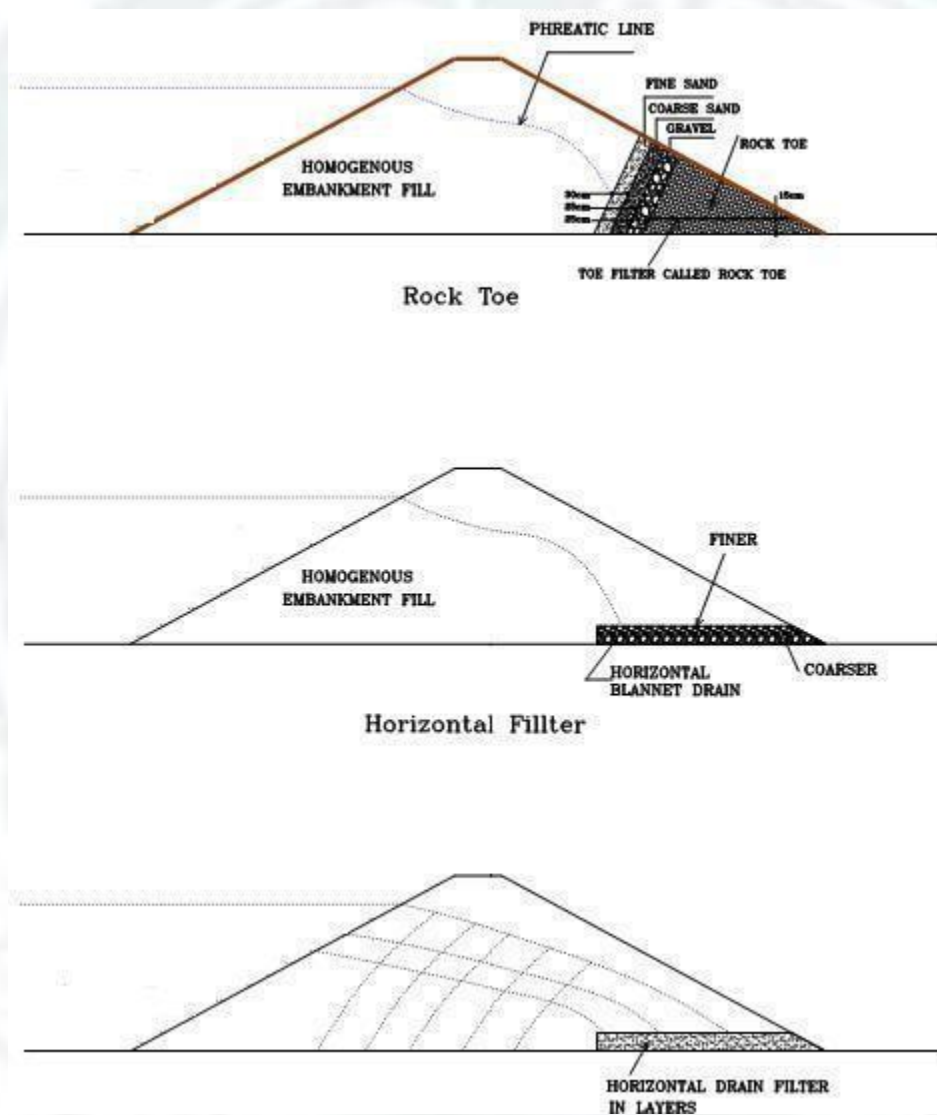 PHREATIC LINE
FINE SAND
COARSE SAND
GRAVEL
ROCK TOE
HOMOGENOUS
EMBANKMENT FILL
15cm
TOE FILTER CALLED ROCK TOE
Rock Toe
FINER
HOMOGENOUS
EMBANKMENT FILL
HORIZONTAL
BLANNET DRAIN
COARSER
Horizontal Fillter
HORIZONTAL DRAIN FILTER
IN LAYERS